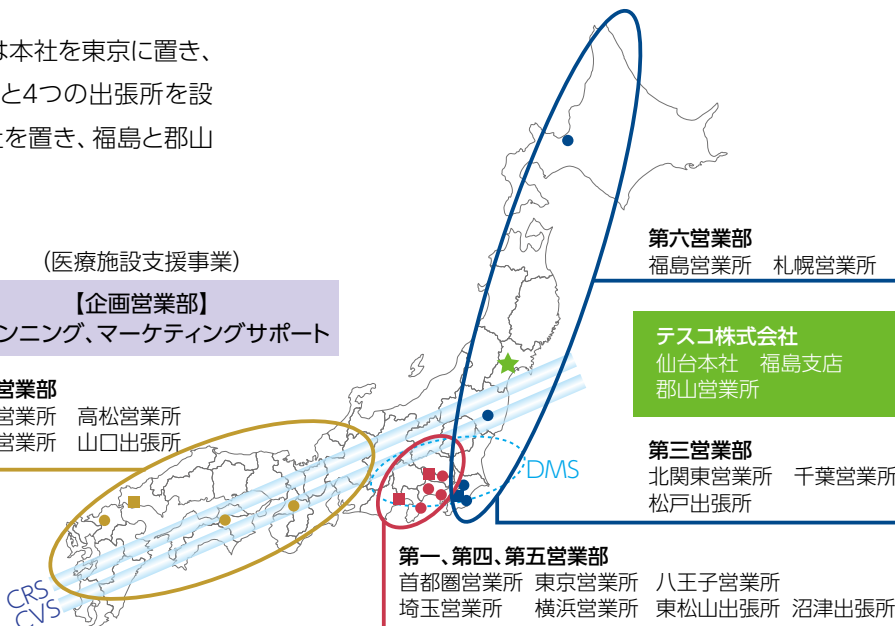 は本社を東京に置き、
と4つの出張所を設
社を置き、福島と郡山
(医療施設支援事業)
【企画営業部】
ンニング、マーケティングサポート
営業部
営業所 高松営業所
営業所 山口出張所
第六営業部
福島営業所 札幌営業所
テスコ株式会社
仙台本社 福島支店
郡山営業所
DMS
第三営業部
北関東営業所 千葉営業所
松戸出張所
第一、第四、第五営業部
首都圏営業所 東京営業所 八王子営業所
埼玉営業所 横浜営業所 東松山出張所 沼津出張所
CRS
CVS